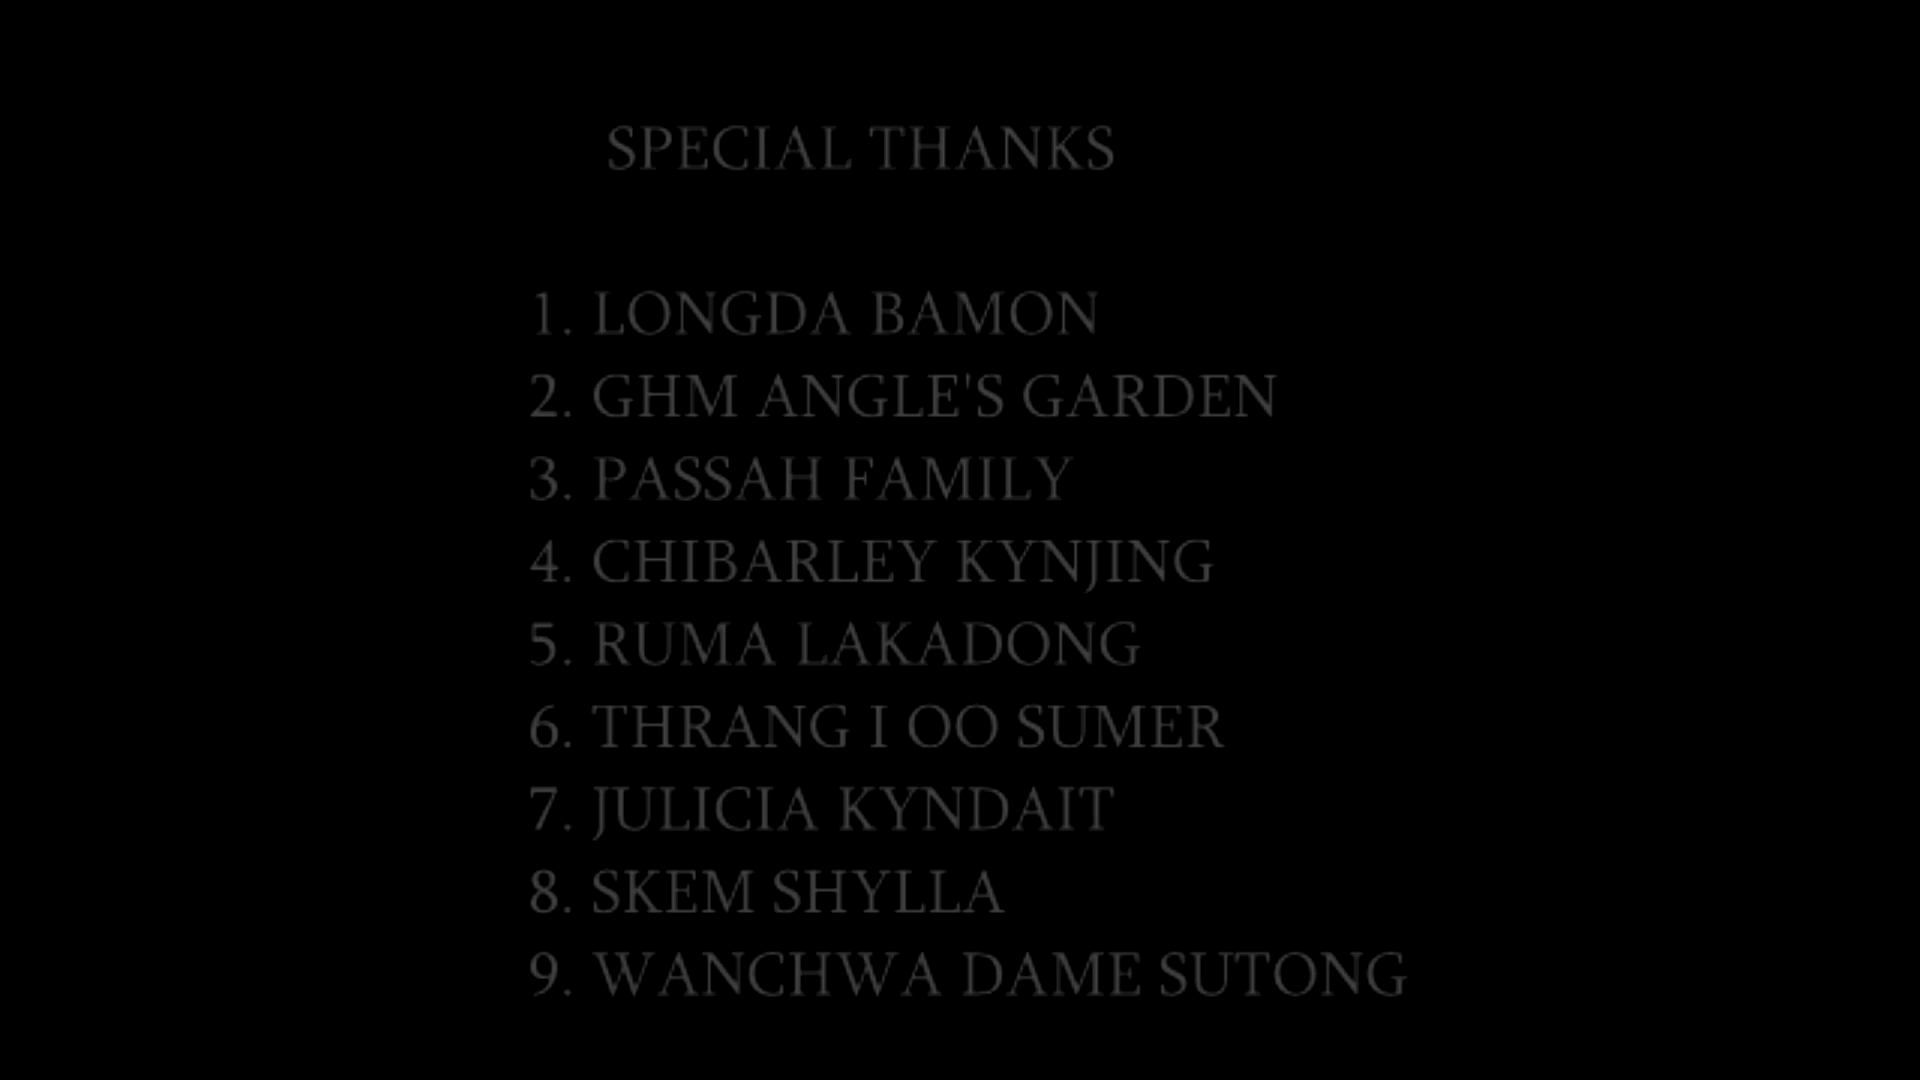 SPECIAL THANKS
1. LONGDA BAMON
2. GHM ANGLE'S GARDEN
3. PASSAH FAMILY
4. CHIBARLEY KYNJING
5. RUMA LAKADONG
6. THRANG I OO SUMER
7. JULICIA KYNDAIT
8. SKEM SHYLLA
9. WANCHWA DAME SUTONG